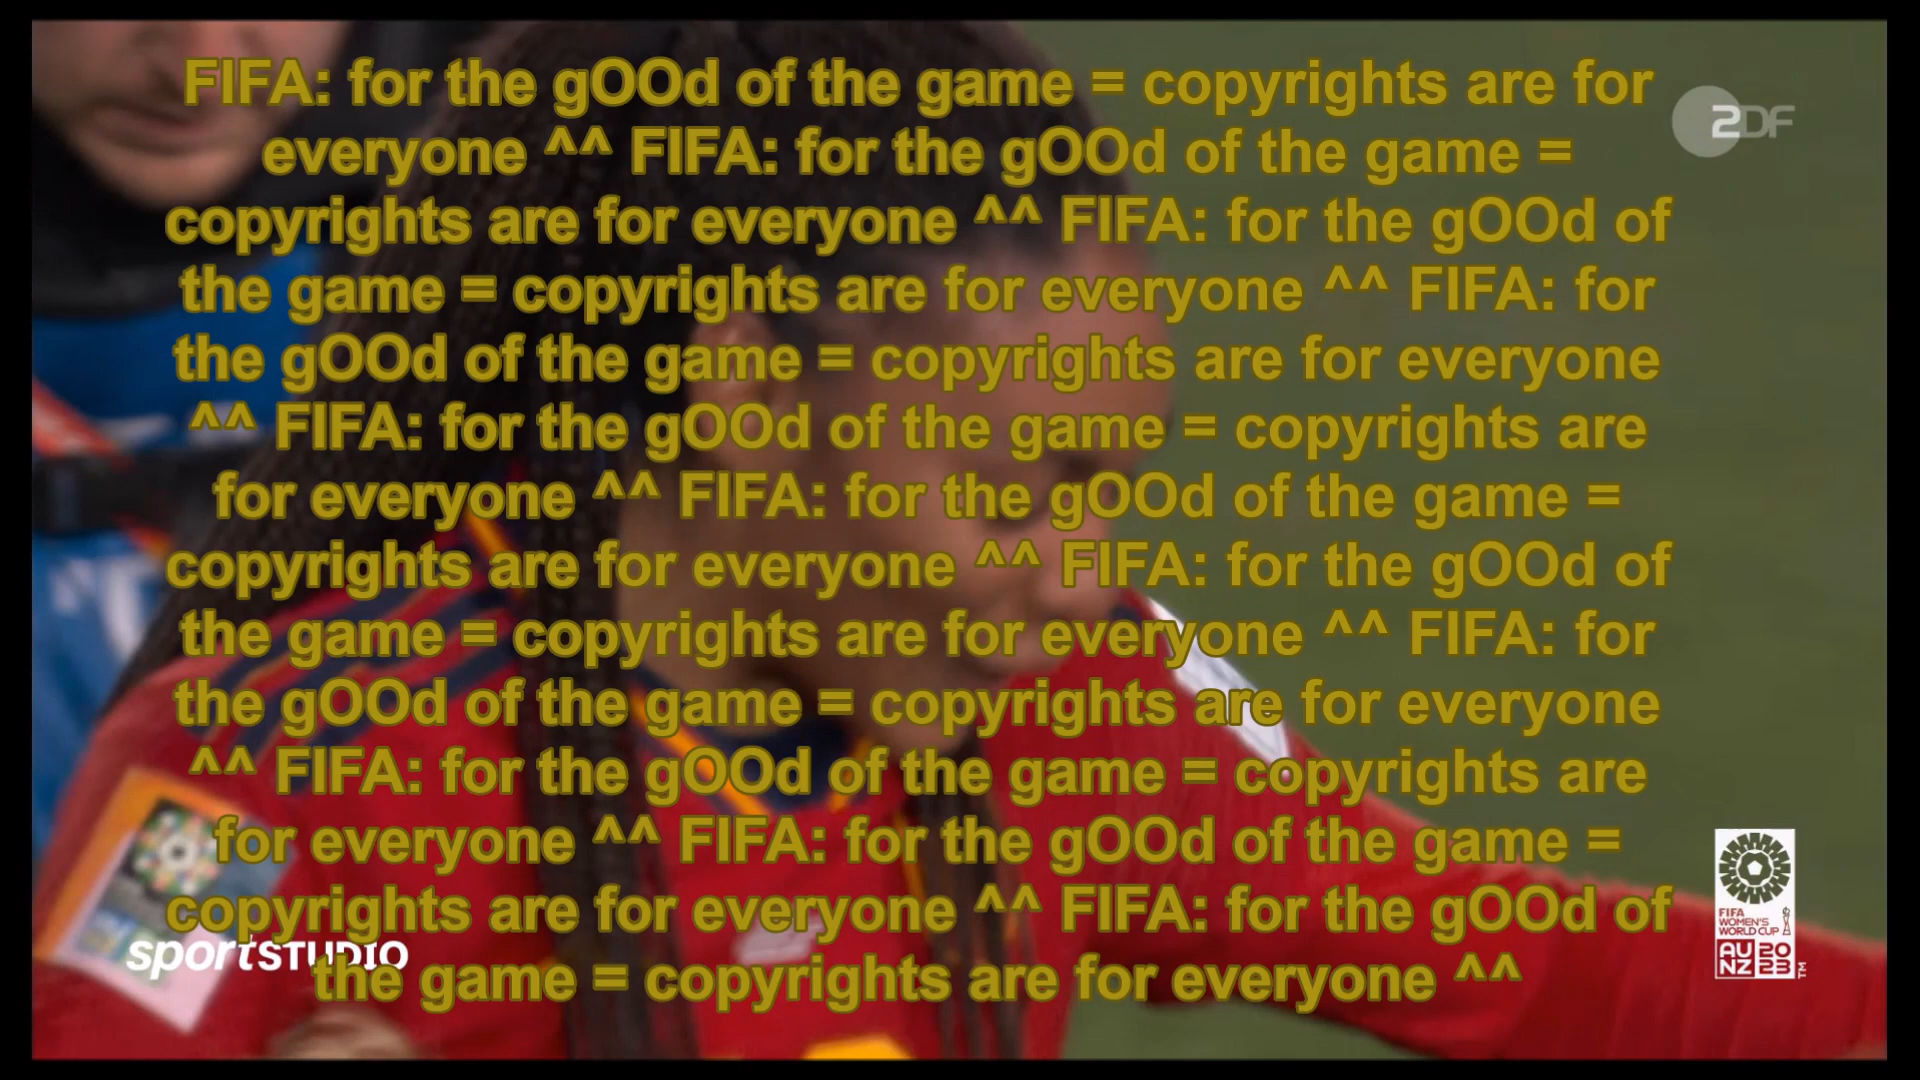 FIFA: for the gOOd of the game = copyrights are for
everyone ^^ FIFA: for the gOOd of the game =
copyrights are for everyone ^^ FIFA: for the gOOd of
the game = copyrights are for everyone ^^ FIFA: for
the gOOd of the game = copyrights are for everyone
^^ FIFA: for the gOOd of the game = copyrights are
for everyone ^^ FIFA: for the gOOd of the game =
copyrights are for everyone ^^ FIFA: for the gOOd of
the game = copyrights are for everyone ^^ FIFA: for
the gOOd of the game = copyrights are for everyone
^^ FIFA: for the gOOd of the game = copyrights are
for everyone ^^ FIFA: for the gOOd of the game =
copyrights are for everyone ^^ FIFA: for the gOOd of
the game = copyrights are for everyone ^^
2DF
sportstudio
FIFA
WOMEN'S
WORLD CUP
AU 20
NZ 23
TM